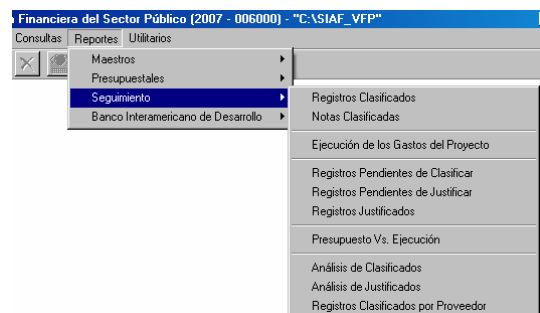 Financiera del Sector Público (2007 - 006000) - "C:\SIAF_VFP"
Consultas Reportes Utilitarios
Maestros
Presupuestales
Seguimiento
Banco Interamericano de Desarrollo
Registros Clasificados
Notas Clasificadas
Ejecución de los Gastos del Proyecto
Registros Pendientes de Clasificar
Registros Pendientes de Justificar
Registros Justificados
Presupuesto Vs. Ejecución
Análisis de Clasificados
Análisis de Justificados
Registros Clasificados por Proveedor